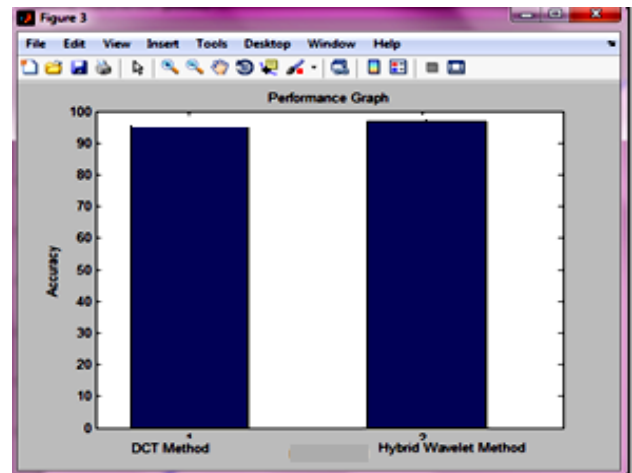 Figure 3
File Edit View Insert Tools Desktop Window Help
Performance Graph
100
90
80
70
60
50
40
30
20
10
0
Accuracy
1 2
DCT Method Hybrid Wavelet Method